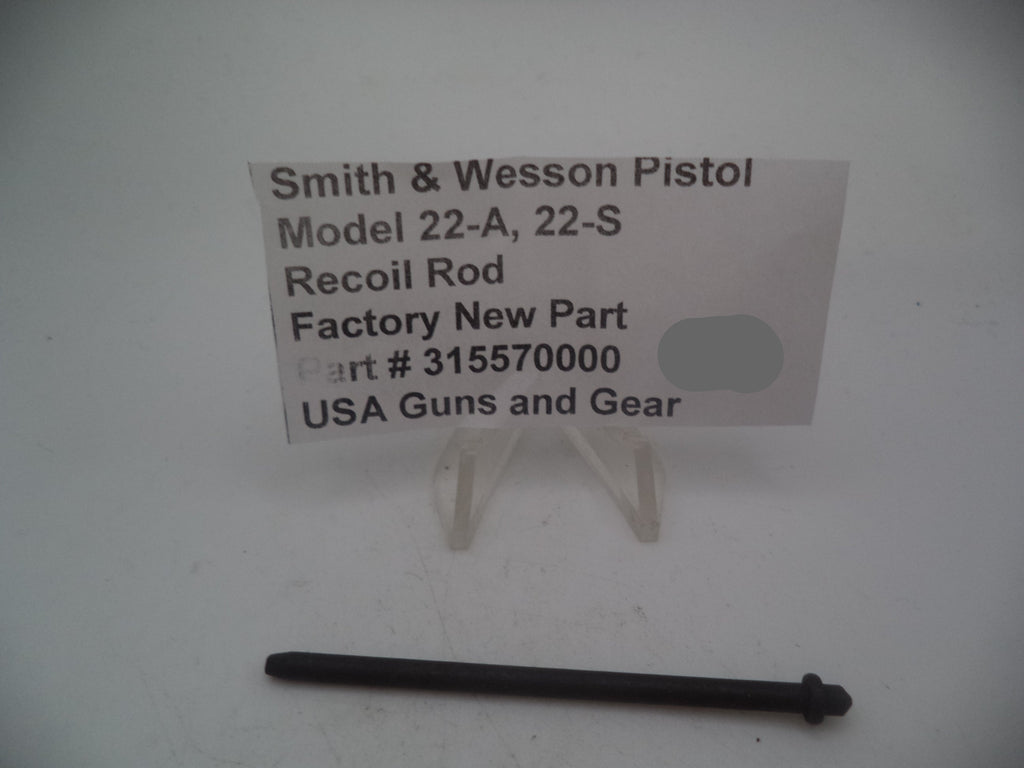 Smith & Wesson Pistol
Model 22-A, 22-S
Recoil Rod
Factory New Part
Part # 315570000
USA Guns and Gear